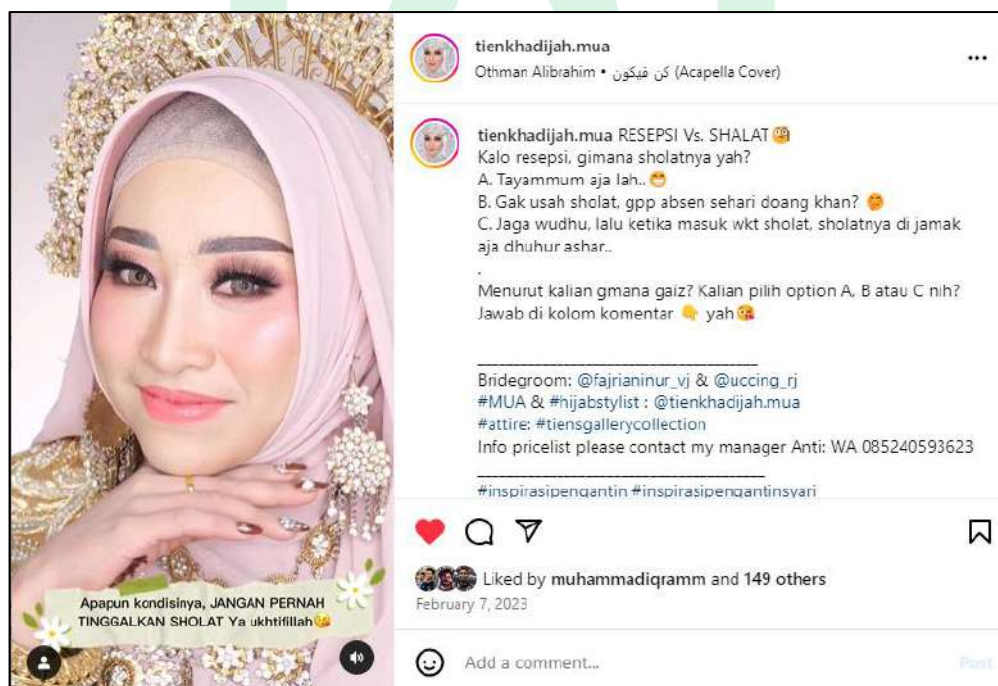 tienkhadijah.mua
Othman Alibrahim • كن فيكون (Acapella Cover)
tienkhadijah.mua RESEPSI Vs. SHALAT🧐
Kalo resepsi, gimana sholatnya yah?
A. Tayammum aja lah.. 😁
B. Gak usah sholat, gpp absen sehari doang khan? 🤭
C. Jaga wudhu, lalu ketika masuk wkt sholat, sholatnya di jamak
aja dhuhur ashar..
.
Menurut kalian gmana gaiz? Kalian pilih option A, B atau C nih?
Jawab di kolom komentar 👇 yah😘
Bridegroom: @fajrianinur_vj & @uccing_rj
#MUA & #hijabstylist : @tienkhadijah.mua
#attire: #tiensgallerycollection
Info pricelist please contact my manager Anti: WA 085240593623
#inspirasipengantin #inspirasipengantinsyari
Liked by muhammadiqramm and 149 others
February 7, 2023
Add a comment...
Post
Apapun kondisinya, JANGAN PERNAH
TINGGALKAN SHOLAT Ya ukhtifillah😘